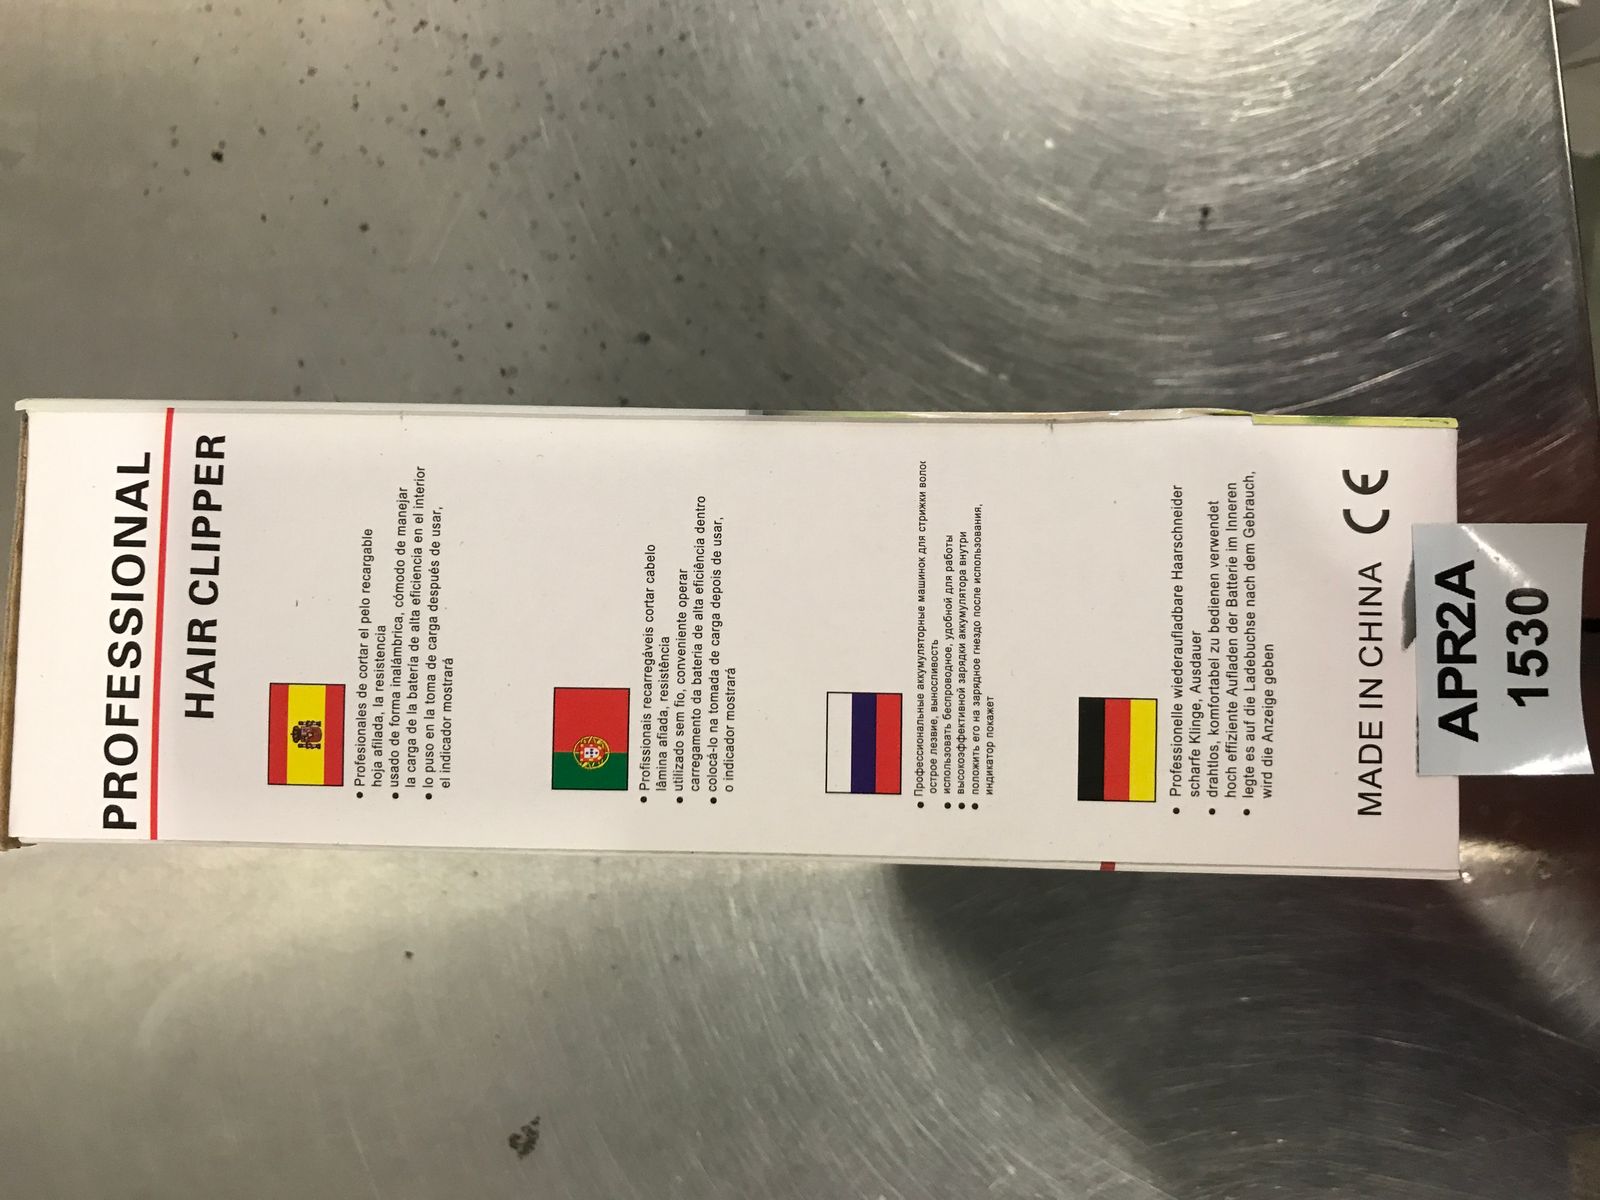 PROFESSIONAL
HAIR CLIPPER
• Profesionales de cortar el pelo recargable
hoja afilada, la resistencia
• usado de forma inalámbrica, cómodo de manejar
la carga de la batería de alta eficiencia en el interior
• lo puso en la toma de carga después de usar,
el indicador mostrará
• Profissionais recarregáveis cortar cabelo
lâmina afiada, resistência
• utilizado sem fio, conveniente operar
carregamento da bateria de alta eficiência dentro
• colocá-lo na tomada de carga depois de usar,
o indicador mostrará
• Профессиональные аккумуляторные машинок для стрижки волос
острое лезвие, выносливость
• использовать беспроводное, удобной для работы
• высокоэффективной зарядки аккумулятора внутри
• положить его на зарядное гнездо после использования,
индикатор покажет
• Professionelle wiederaufladbare Haarschneider
scharfe Klinge, Ausdauer
• drahtlos, komfortabel zu bedienen verwendet
hoch effiziente Aufladen der Batterie im Inneren
• legte es auf die Ladebuchse nach dem Gebrauch,
wird die Anzeige geben
MADE IN CHINA CE
APR2A
1530